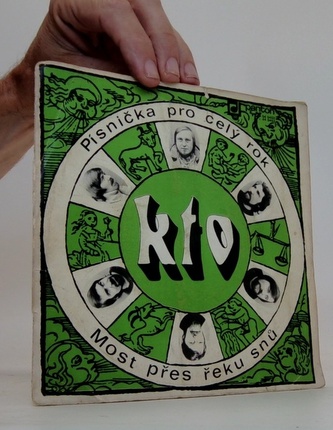 Písnička pro celý rok
kto
Most přes řeku snů